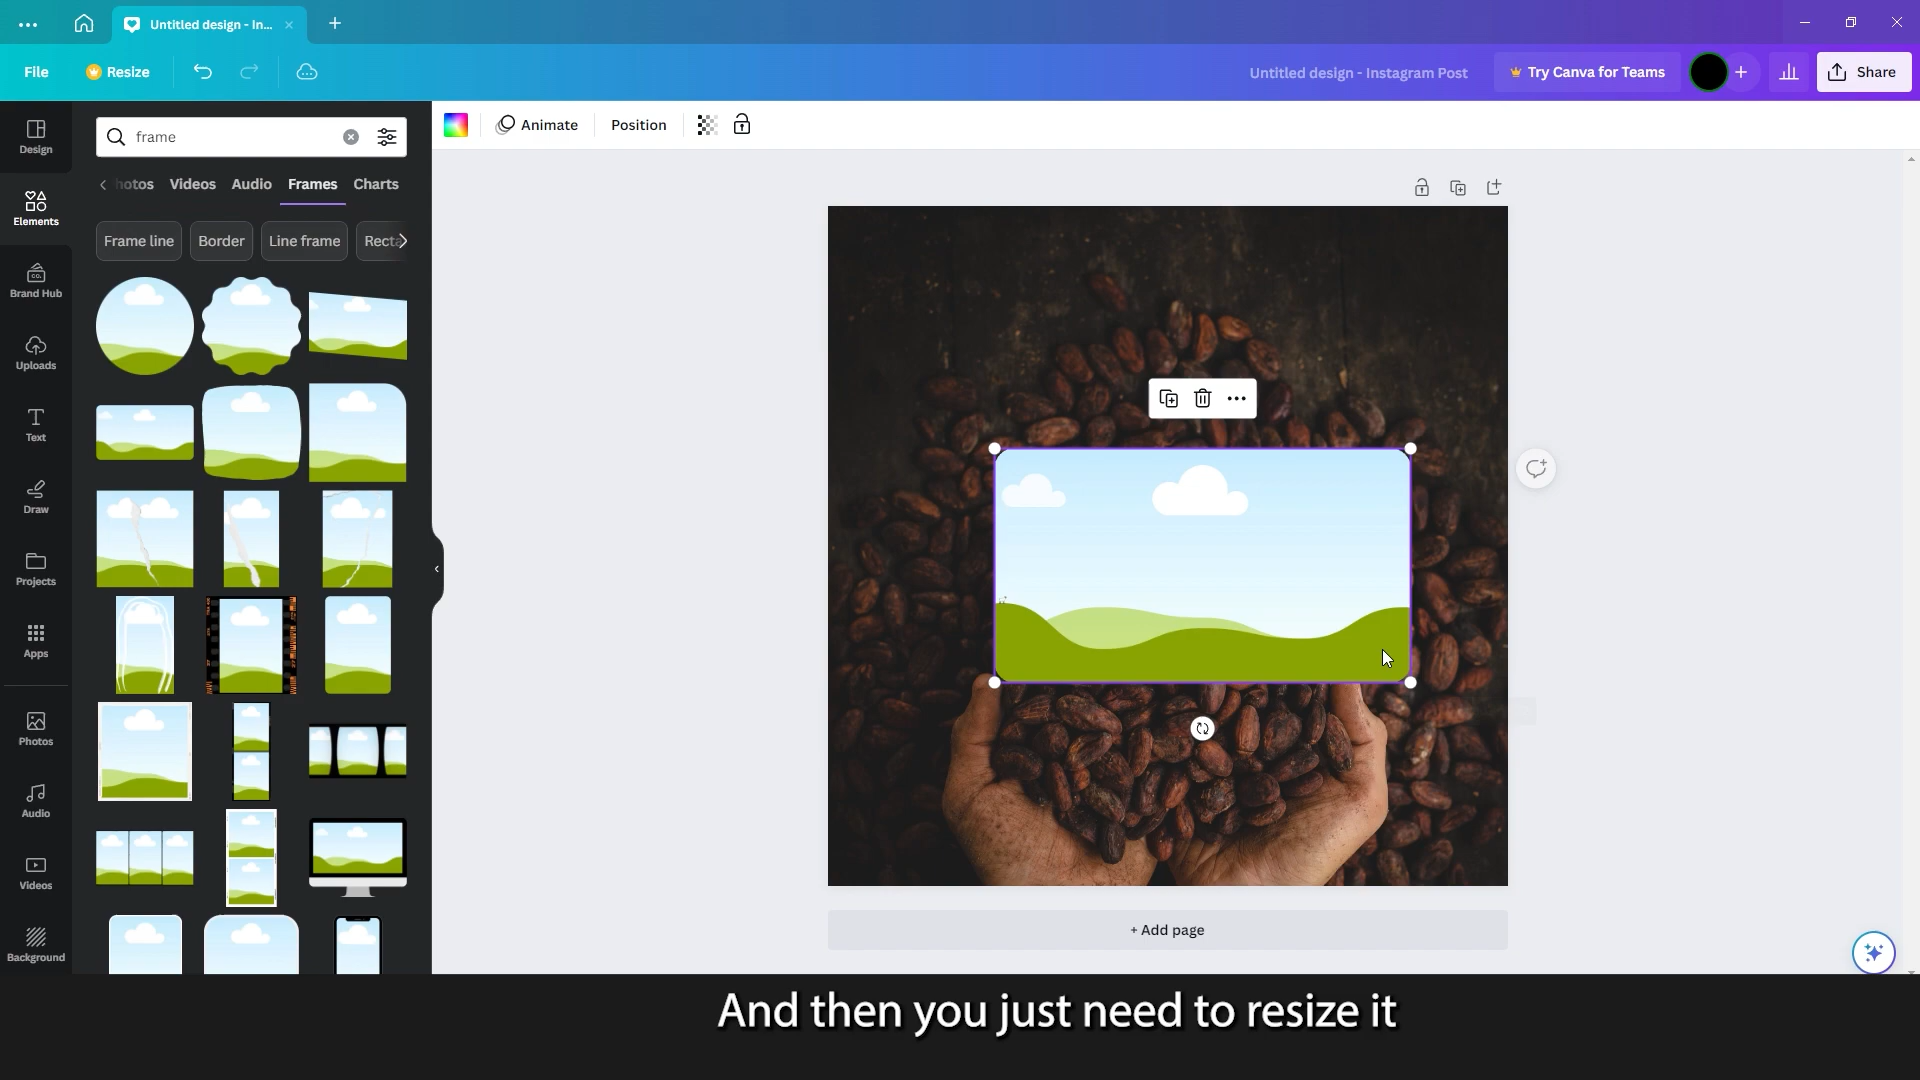 Untitled design - In...
File
Resize
Untitled design - Instagram Post
Try Canva for Teams
Share
Design
Elements
Brand Hub
CO.
Uploads
Text
Draw
Projects
Apps
Photos
Audio
Videos
Background
frame
hotos
Videos
Audio
Frames
Charts
Frame line
Border
Line frame
Recta
Animate
Position
+ Add page
And then you just need to resize it